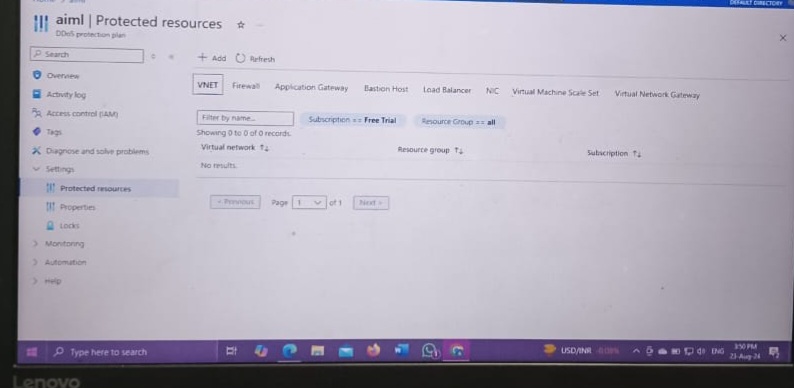 DEFAULT DIRECTORY
aiml | Protected resources
DDoS protection plan
Search
Add Refresh
Overview
Activity log
Access control (IAM)
Tags
Diagnose and solve problems
Settings
Protected resources
Properties
Locks
Monitoring
Automation
Help
VNET Firewall Application Gateway Bastion Host Load Balancer NIC Virtual Machine Scale Set Virtual Network Gateway
Filter by name... Subscription == Free Trial Resource Group == all
Showing 0 to 0 of 0 records.
Virtual network ↑↓ Resource group ↑↓ Subscription ↑↓
No results.
< Previous Page 1 of 1 Next >
Type here to search USD/INR ENG 3:50 PM
23-Aug-24
Lenovo